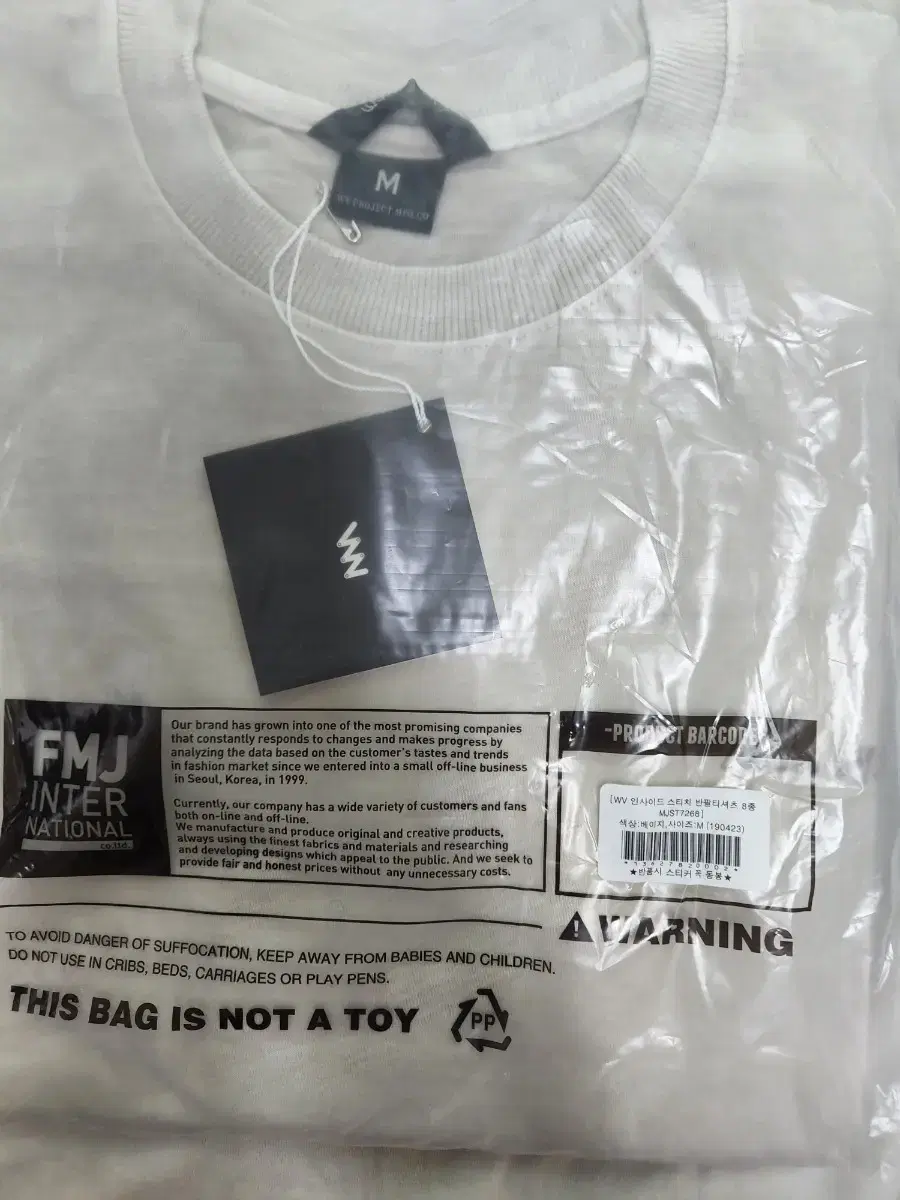 M
WV PROJECT MFG.CO
W
FMJ
INTER
NATIONAL
co.ltd.
Our brand has grown into one of the most promising companies
that constantly responds to changes and makes progress by
analyzing the data based on the customer's tastes and trends
in fashion market since we entered into a small off-line business
in Seoul, Korea, in 1999.
Currently, our company has a wide variety of customers and fans
both on-line and off-line.
We manufacture and produce original and creative products,
always using the finest fabrics and materials and researching
and developing designs which appeal to the public. And we seek to
provide fair and honest prices without any unnecessary costs.
-PRODUCT BARCODE-
[WV 인사이드 스티치 반팔티셔츠 8종
MJST7268]
색상:베이지,사이즈:M (190423)
*13427820002*
★반품시 스티커 꼭 동봉★
WARNING
TO AVOID DANGER OF SUFFOCATION, KEEP AWAY FROM BABIES AND CHILDREN.
DO NOT USE IN CRIBS, BEDS, CARRIAGES OR PLAY PENS.
THIS BAG IS NOT A TOY
PP